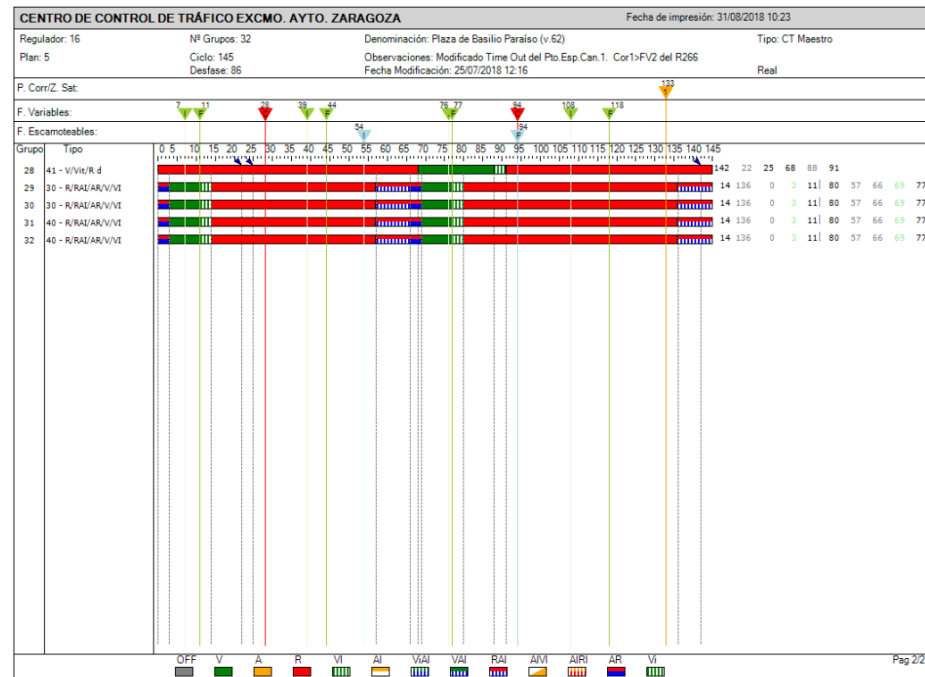 CENTRO DE CONTROL DE TRÁFICO EXCMO. AYTO. ZARAGOZA Fecha de impresión: 31/08/2018 10:23
Regulador: 16 Nº Grupos: 32 Denominación: Plaza de Basilio Paraíso (v.62) Tipo: CT Maestro
Plan: 5 Ciclo: 145 Observaciones: Modificado Time Out del Pto.Esp.Can.1. Cor1>FV2 del R266
Desfase: 86 Fecha Modificación: 25/07/2018 12:16 Real
P. Corr/Z. Sat: 133 1
F. Variables: 7 I 11 F 28 39 I 44 F 76 77 F 94 108 I 118 F
F. Escamoteables: 54 I 94 F
Grupo Tipo 0 5 10 15 20 25 30 35 40 45 50 55 60 65 70 75 80 85 90 95 100 105 110 115 120 125 130 135 140 145
28 41 - V/Vit/R d 142 22 25 68 88 91
29 30 - R/RAI/AR/V/VI 14 136 0 3 11| 80 57 66 69 77
30 30 - R/RAI/AR/V/VI 14 136 0 3 11| 80 57 66 69 77
31 40 - R/RAI/AR/V/VI 14 136 0 3 11| 80 57 66 69 77
32 40 - R/RAI/AR/V/VI 14 136 0 3 11| 80 57 66 69 77
OFF V A R VI AI ViAI VAI RAI AIVI AIRI AR Vi Pag 2/2